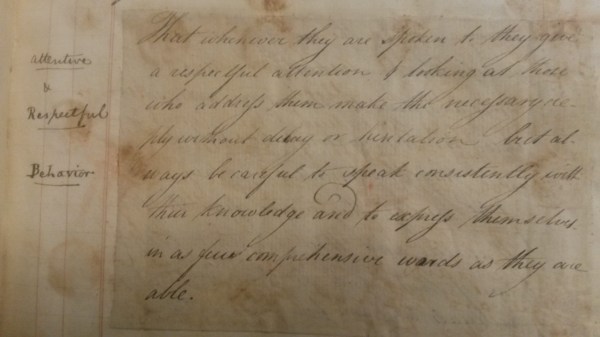 attentive
&
Respectful
Behavior
That whenever they are spoken to they give
a respectful attention & looking at those
who address them make the necessary re-
ply without delay or hesitation but al-
ways be careful to speak consistently with
their knowledge and to express themselves
in as few comprehensive words as they are
able.